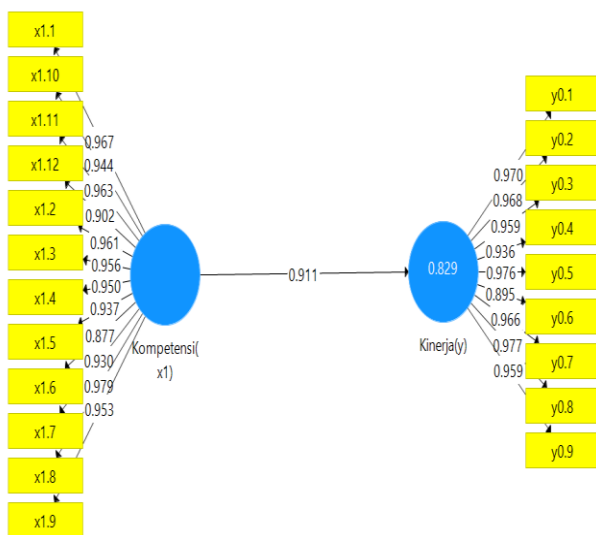 x1.1
x1.10
x1.11
x1.12
x1.2
x1.3
x1.4
x1.5
x1.6
x1.7
x1.8
x1.9
0.967
0.944
0.963
0.902
0.961
0.956
0.950
0.937
0.877
0.930
0.979
0.953
Kompetensi(
x1)
0.911
0.829
Kinerja(y)
0.970
0.968
0.959
0.936
0.976
0.895
0.966
0.977
0.959
y0.1
y0.2
y0.3
y0.4
y0.5
y0.6
y0.7
y0.8
y0.9